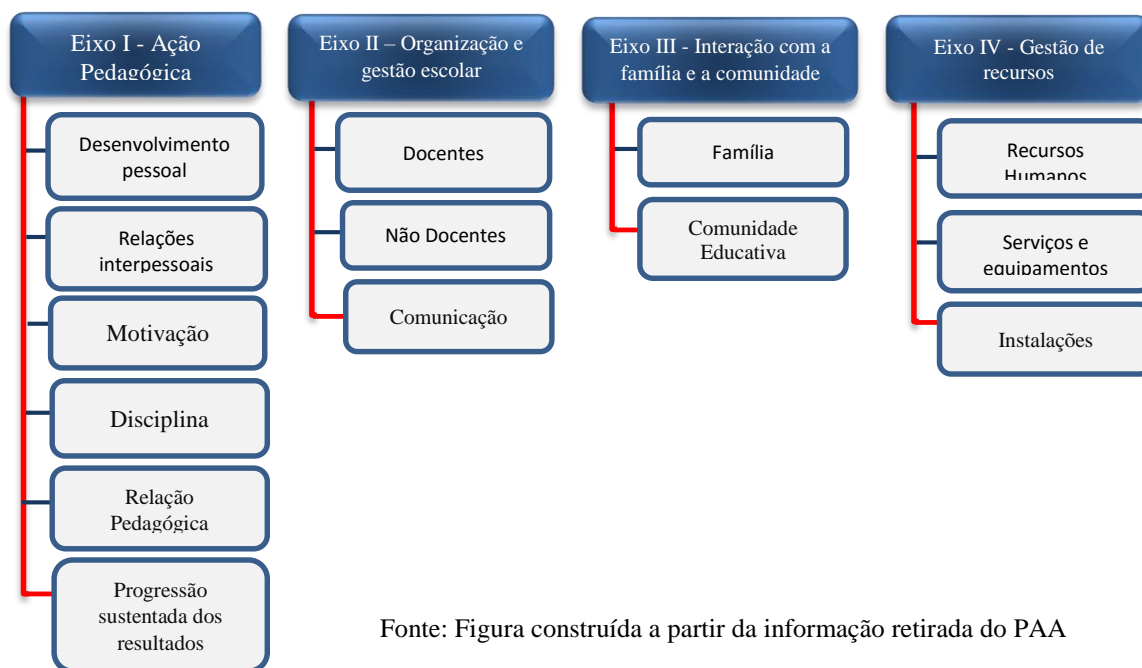 Eixo I - Ação
Pedagógica
Desenvolvimento
pessoal
Relações
interpessoais
Motivação
Disciplina
Relação
Pedagógica
Progressão
sustentada dos
resultados
Eixo II – Organização e
gestão escolar
Docentes
Não Docentes
Comunicação
Eixo III - Interação com a
família e a comunidade
Família
Comunidade
Educativa
Eixo IV - Gestão de
recursos
Recursos
Humanos
Serviços e
equipamentos
Instalações
Fonte: Figura construída a partir da informação retirada do PAA